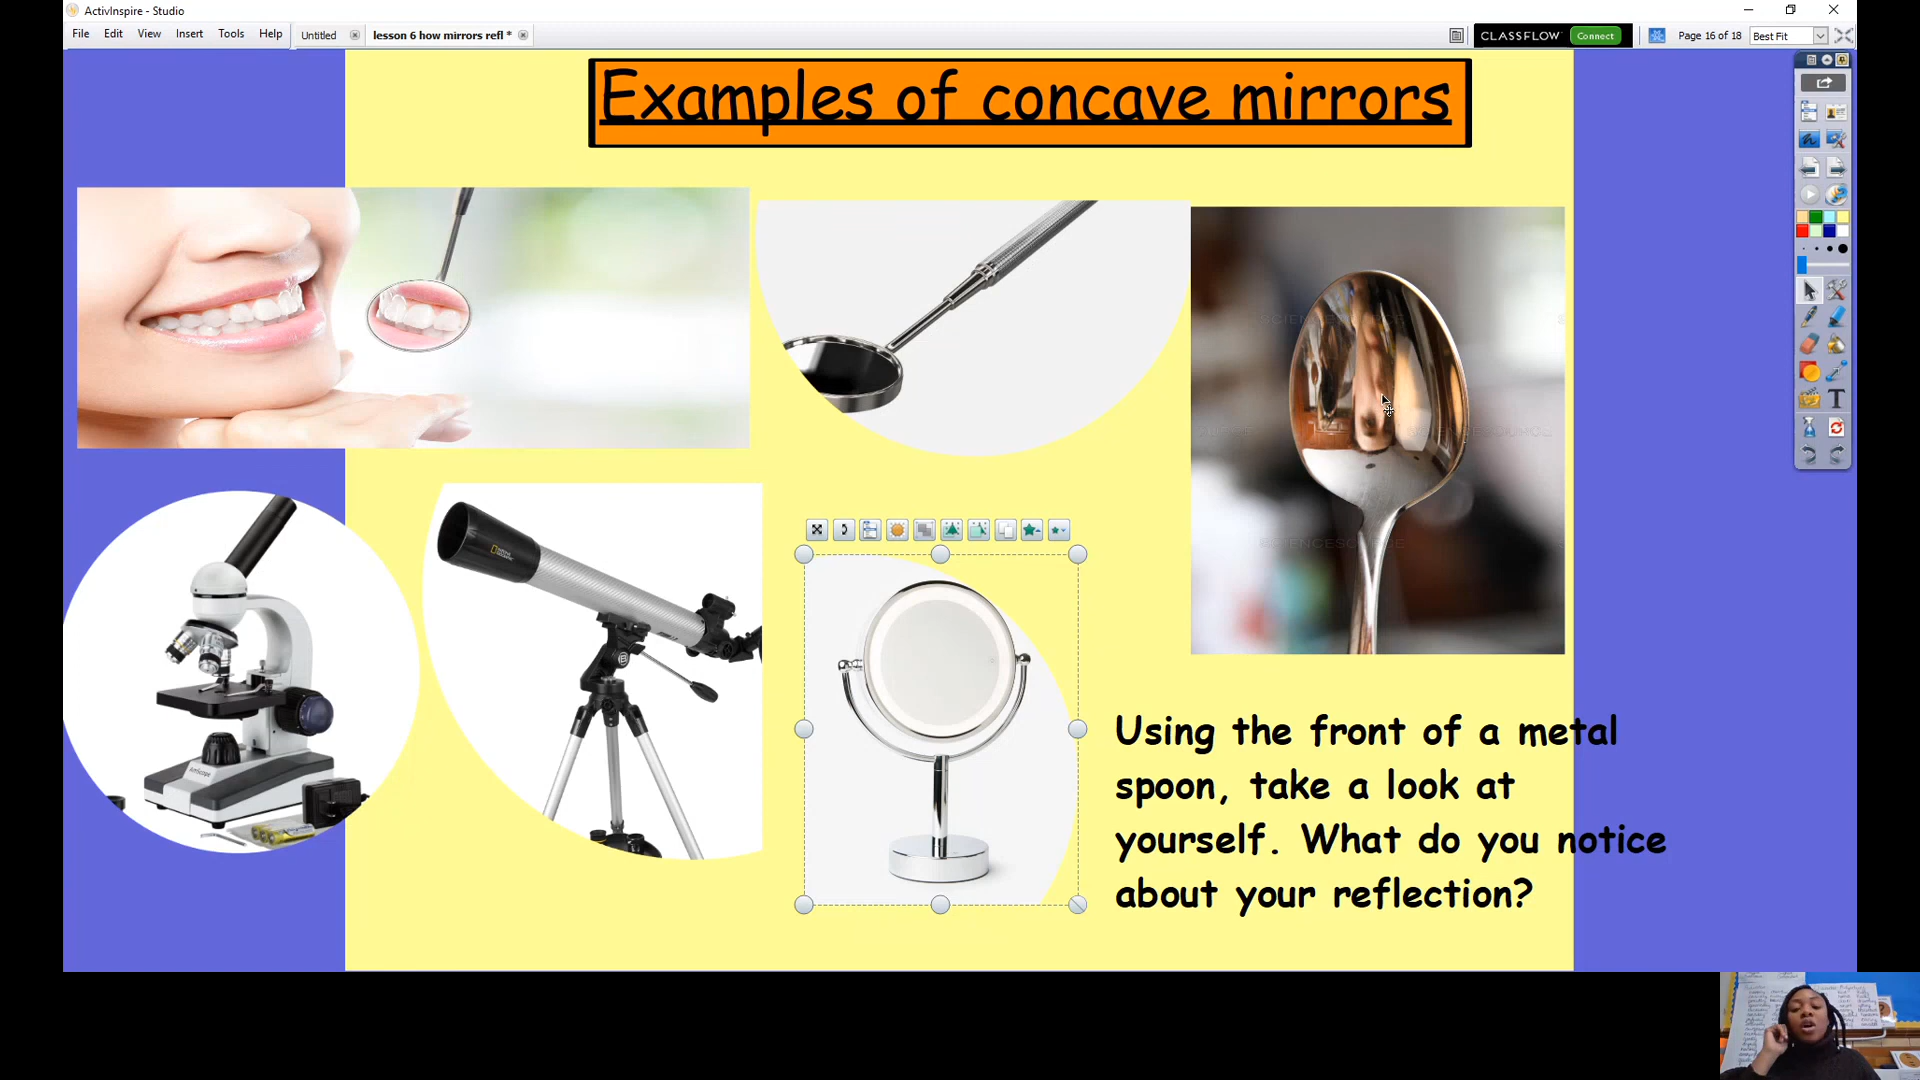 ActivInspire - Studio
File Edit View Insert Tools Help
Untitled
lesson 6 how mirrors refl *
CLASSFLOW
Connect
Page 16 of 18
Best Fit
Examples of concave mirrors
Using the front of a metal
spoon, take a look at
yourself. What do you notice
about your reflection?